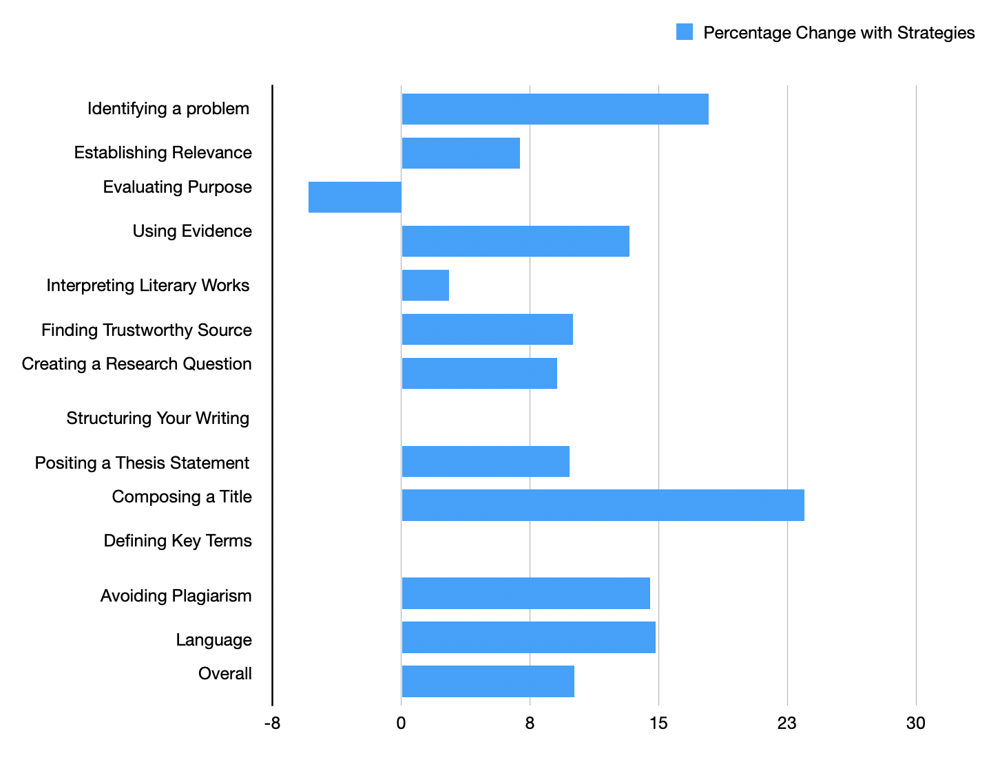 Percentage Change with Strategies
Identifying a problem
Establishing Relevance
Evaluating Purpose
Using Evidence
Interpreting Literary Works
Finding Trustworthy Source
Creating a Research Question
Structuring Your Writing
Positing a Thesis Statement
Composing a Title
Defining Key Terms
Avoiding Plagiarism
Language
Overall
-8 0 8 15 23 30